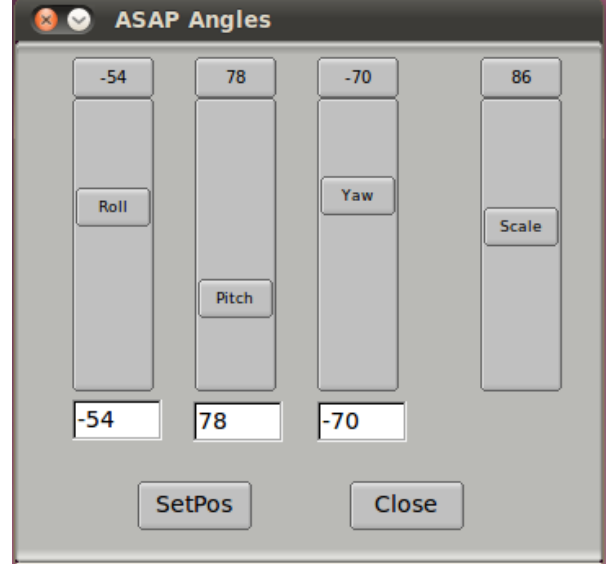 ASAP Angles
-54 78 -70 86
Roll Pitch Yaw Scale
-54 78 -70
SetPos Close